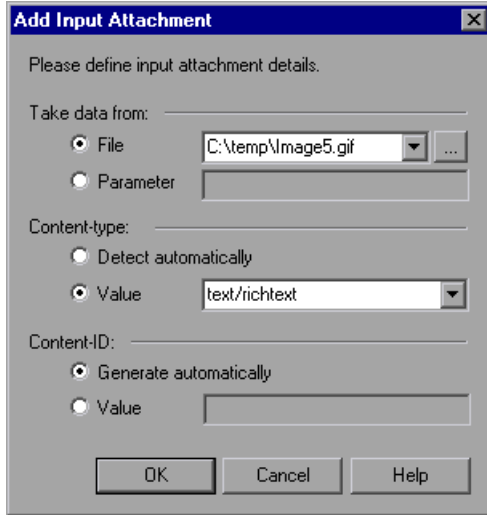 Add Input Attachment
Please define input attachment details.
Take data from:
File C:\temp\Image5.gif ...
Parameter
Content-type:
Detect automatically
Value text/richtext
Content-ID:
Generate automatically
Value
OK Cancel Help